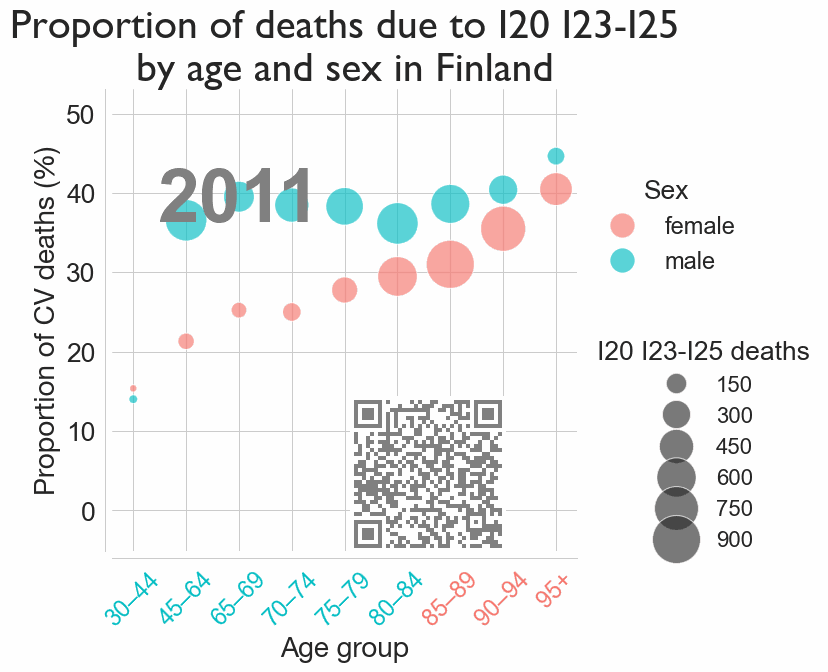 Proportion of deaths due to I20 I23-I25
by age and sex in Finland
Proportion of CV deaths (%)
50
40
30
20
10
0
2011
30–44
45–64
65–69
70–74
75–79
80–84
85–89
90–94
95+
Age group
Sex
female
male
I20 I23-I25 deaths
150
300
450
600
750
900